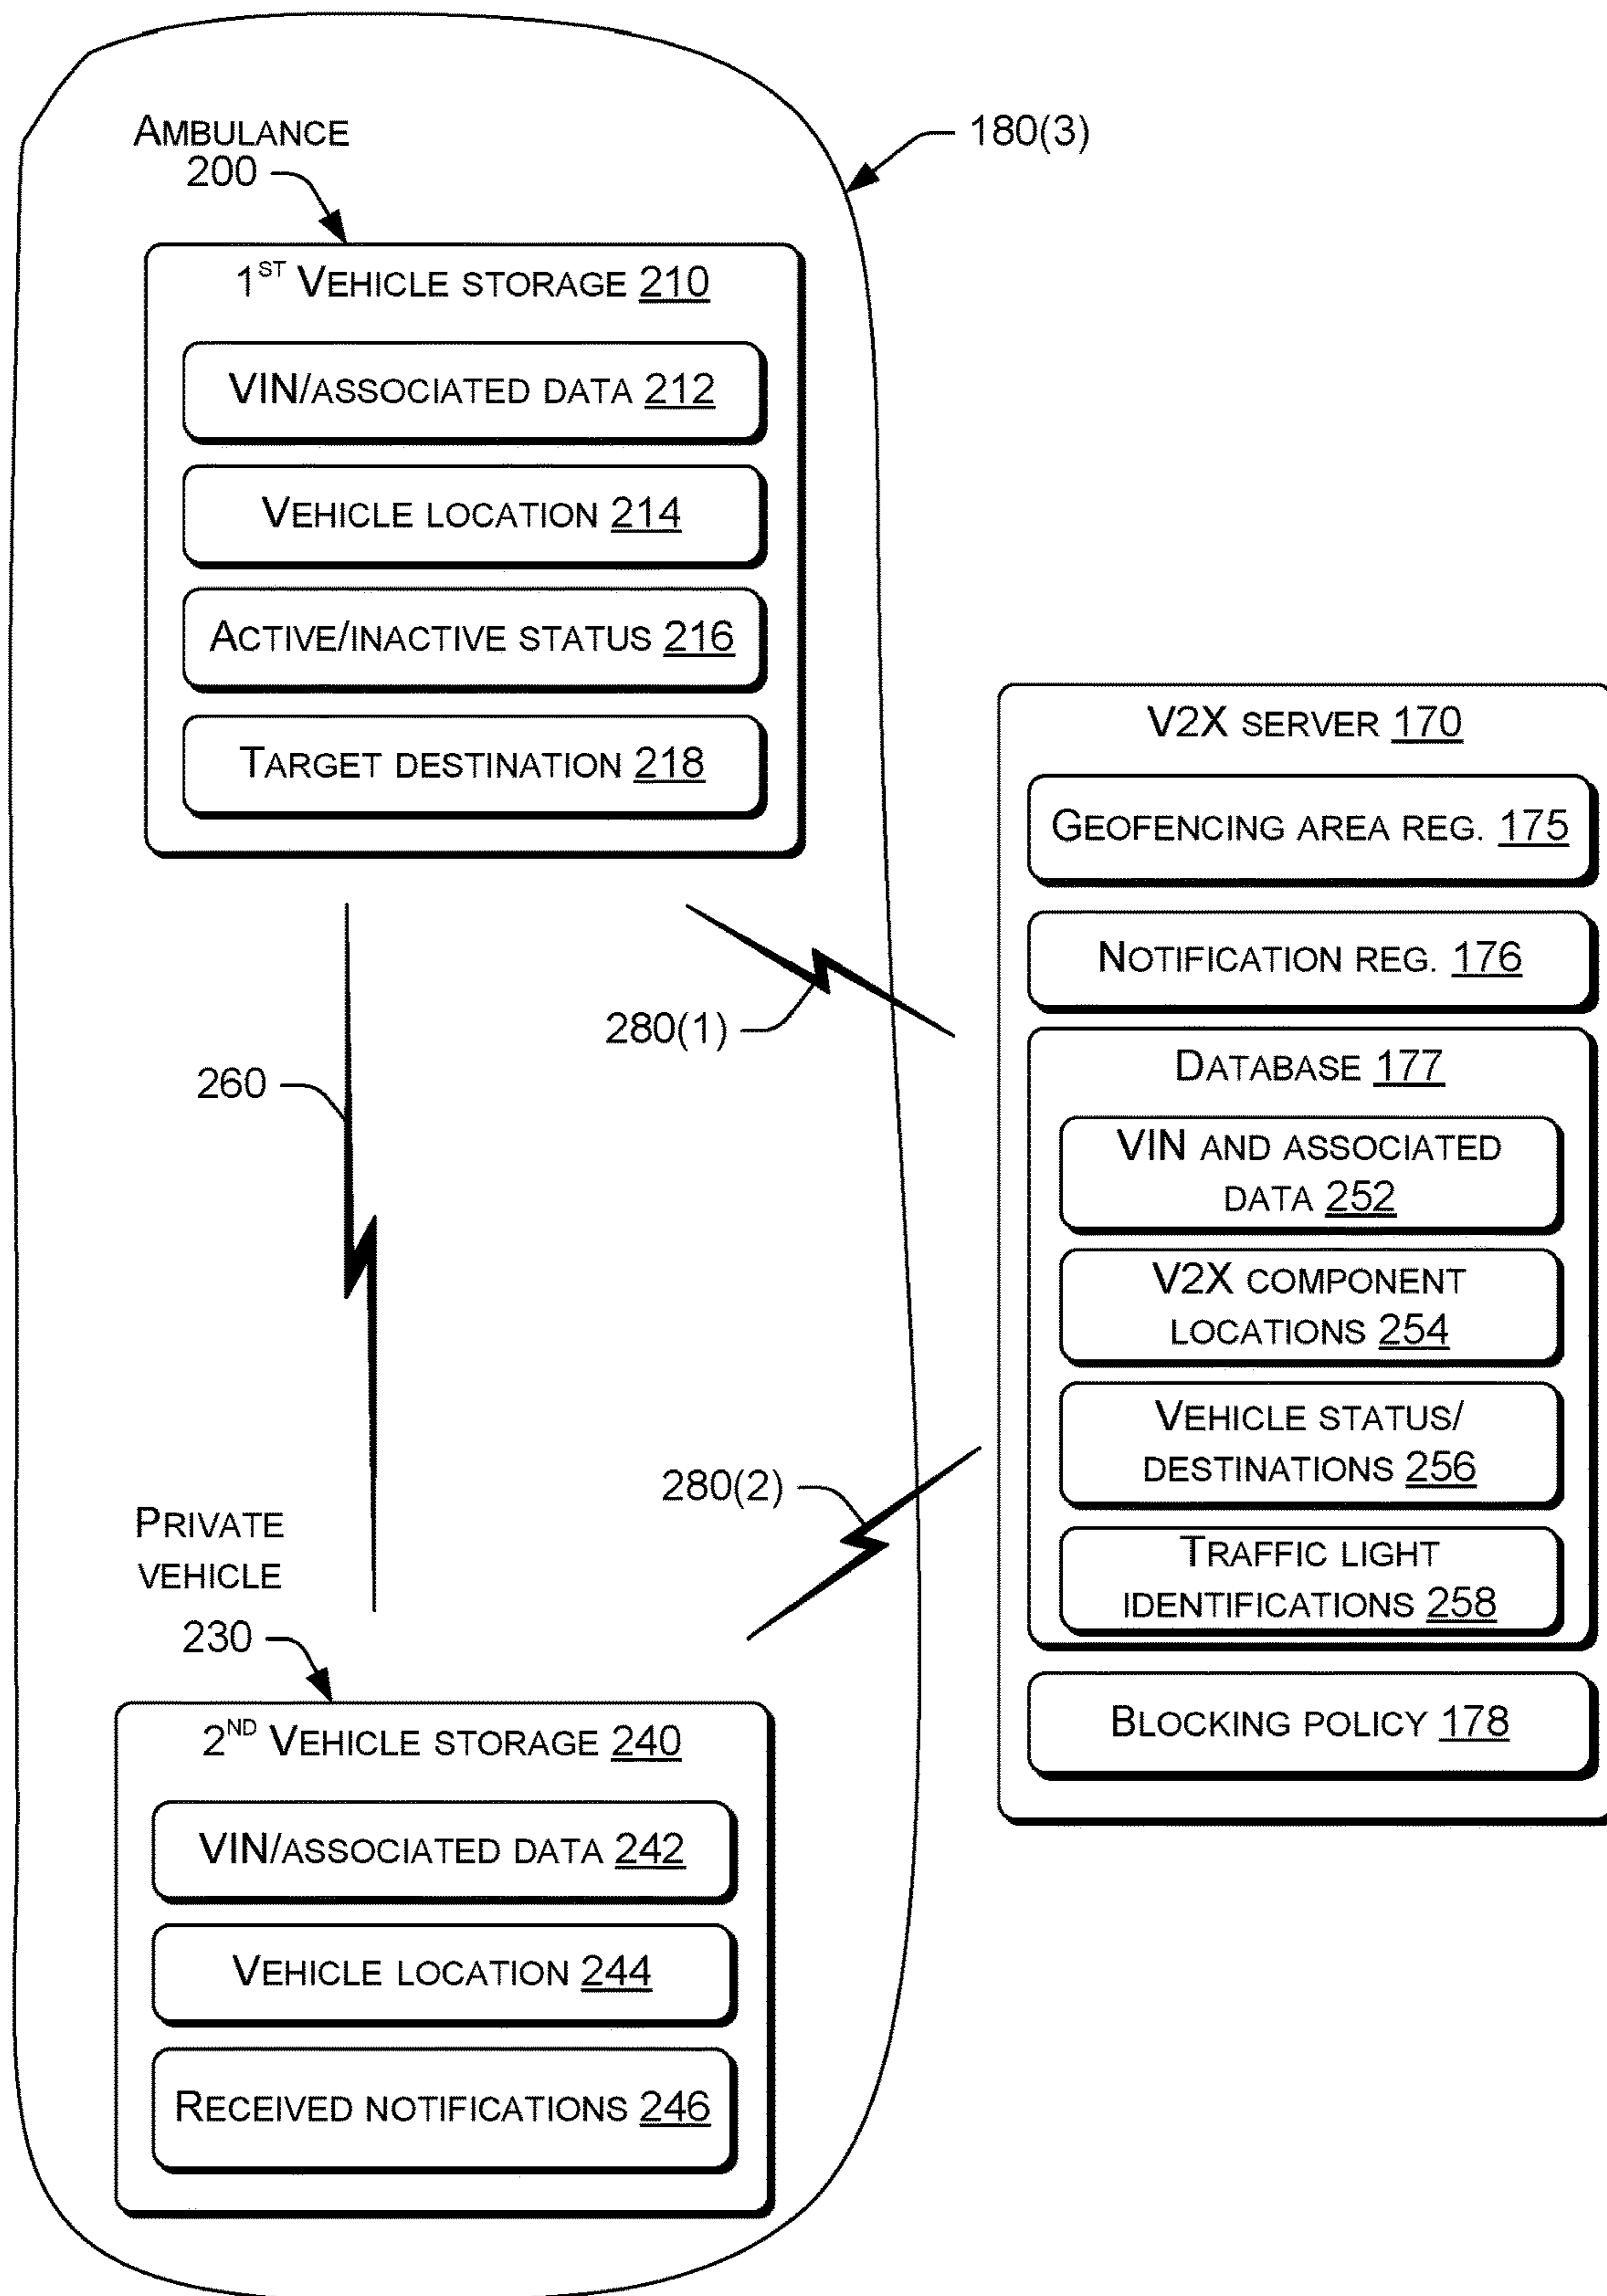 AMBULANCE
200
180(3)
1ST VEHICLE STORAGE 210
VIN/ASSOCIATED DATA 212
VEHICLE LOCATION 214
ACTIVE/INACTIVE STATUS 216
TARGET DESTINATION 218
280(1)
260
280(2)
PRIVATE
VEHICLE
230
2ND VEHICLE STORAGE 240
VIN/ASSOCIATED DATA 242
VEHICLE LOCATION 244
RECEIVED NOTIFICATIONS 246
V2X SERVER 170
GEOFENCING AREA REG. 175
NOTIFICATION REG. 176
DATABASE 177
VIN AND ASSOCIATED
DATA 252
V2X COMPONENT
LOCATIONS 254
VEHICLE STATUS/
DESTINATIONS 256
TRAFFIC LIGHT
IDENTIFICATIONS 258
BLOCKING POLICY 178